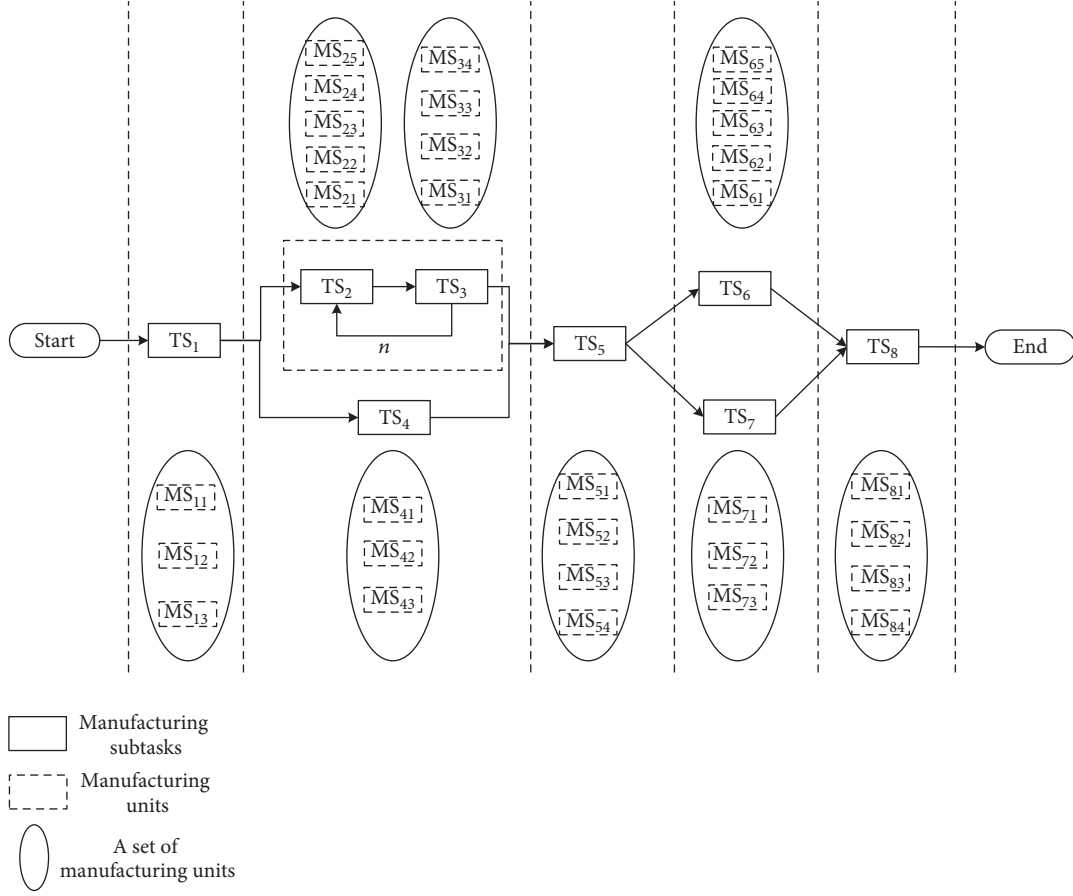 MS₂₅
MS₂₄
MS₂₃
MS₂₂
MS₂₁
MS₃₄
MS₃₃
MS₃₂
MS₃₁
MS₆₅
MS₆₄
MS₆₃
MS₆₂
MS₆₁
Start
TS₁
TS₂
TS₃
n
TS₄
TS₅
TS₆
TS₇
TS₈
End
MS₁₁
MS₁₂
MS₁₃
MS₄₁
MS₄₂
MS₄₃
MS₅₁
MS₅₂
MS₅₃
MS₅₄
MS₇₁
MS₇₂
MS₇₃
MS₈₁
MS₈₂
MS₈₃
MS₈₄
Manufacturing
subtasks
Manufacturing
units
A set of
manufacturing units